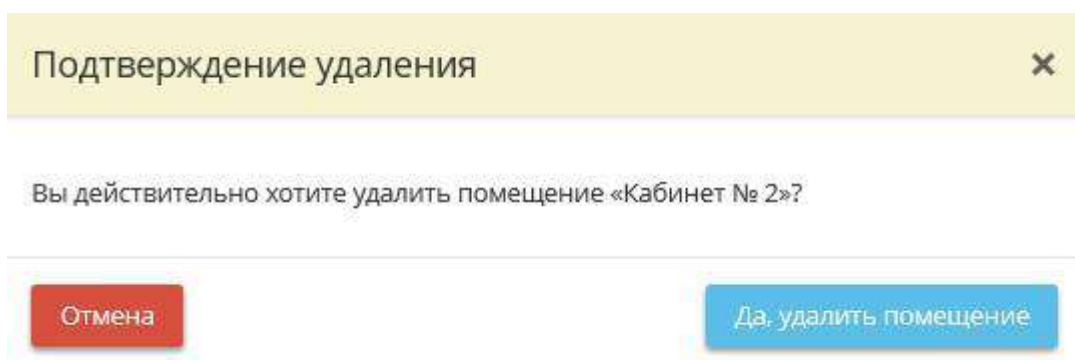 Подтверждение удаления
Вы действительно хотите удалить помещение «Кабинет № 2»?
Отмена
Да, удалить помещение